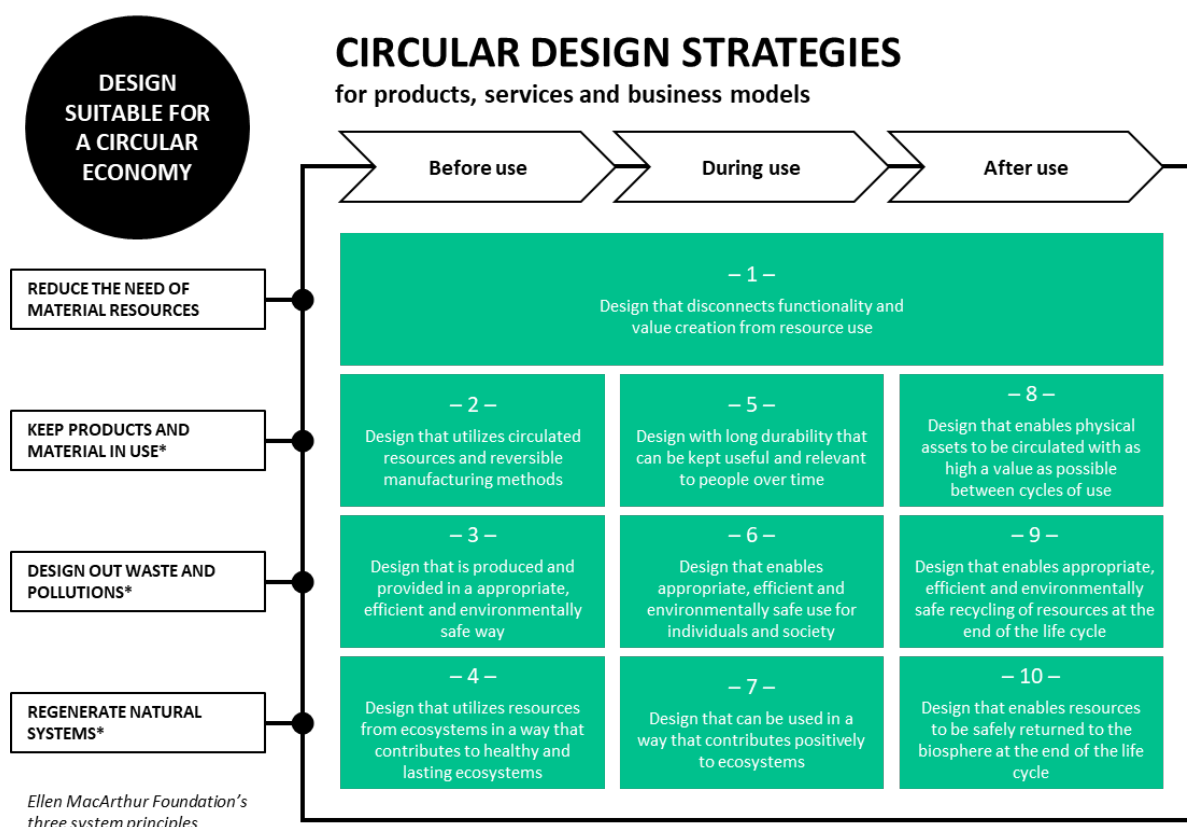 DESIGN
SUITABLE FOR
A CIRCULAR
ECONOMY
CIRCULAR DESIGN STRATEGIES
for products, services and business models
Before use
During use
After use
REDUCE THE NEED OF
MATERIAL RESOURCES
– 1 –
Design that disconnects functionality and
value creation from resource use
KEEP PRODUCTS AND
MATERIAL IN USE*
– 2 –
Design that utilizes circulated
resources and reversible
manufacturing methods
– 5 –
Design with long durability that
can be kept useful and relevant
to people over time
– 8 –
Design that enables physical
assets to be circulated with as
high a value as possible
between cycles of use
DESIGN OUT WASTE AND
POLLUTIONS*
– 3 –
Design that is produced and
provided in a appropriate,
efficient and environmentally
safe way
– 6 –
Design that enables
appropriate, efficient and
environmentally safe use for
individuals and society
– 9 –
Design that enables appropriate,
efficient and environmentally
safe recycling of resources at the
end of the life cycle
REGENERATE NATURAL
SYSTEMS*
– 4 –
Design that utilizes resources
from ecosystems in a way that
contributes to healthy and
lasting ecosystems
– 7 –
Design that can be used in a
way that contributes positively
to ecosystems
– 10 –
Design that enables resources
to be safely returned to the
biosphere at the end of the life
cycle
Ellen MacArthur Foundation's
three system principles